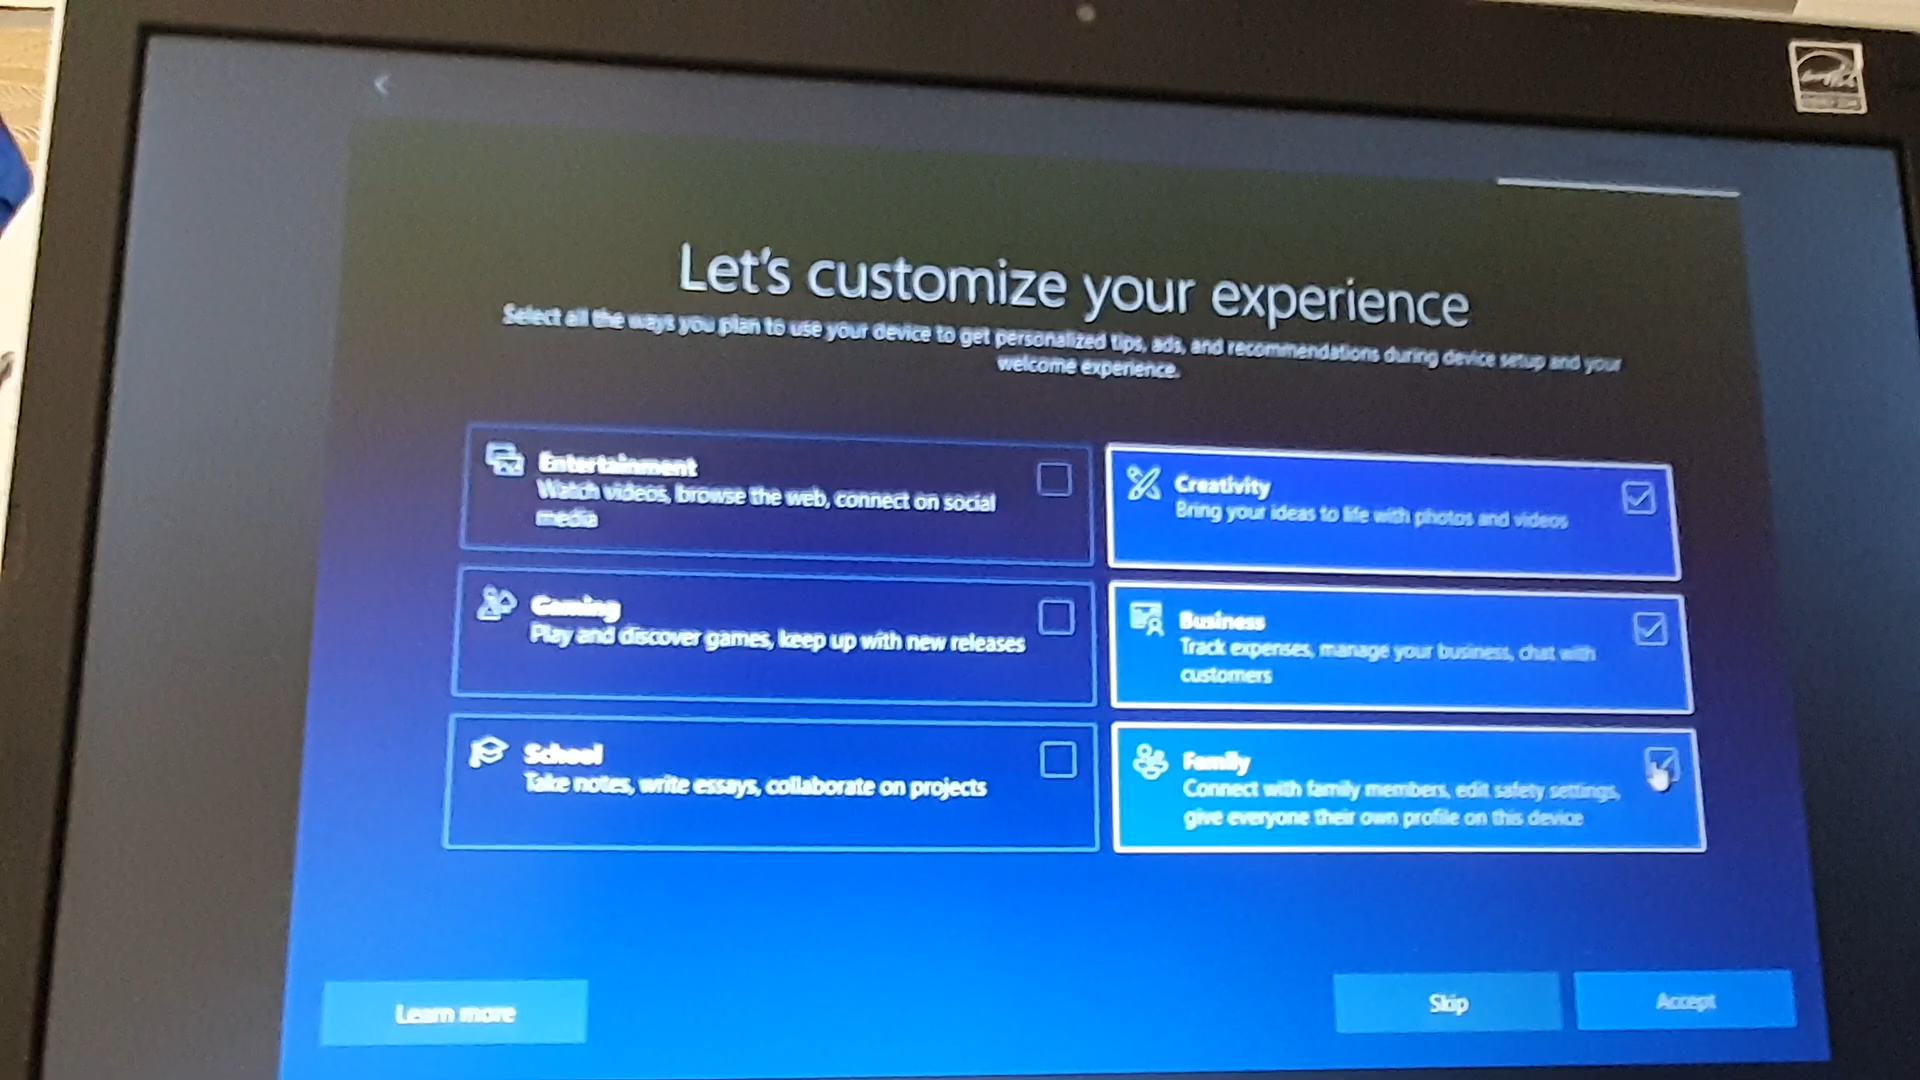 Let's customize your experience
Select all the ways you plan to use your device to get personalized tips, ads, and recommendations during device setup and your
welcome experience.
Entertainment
Watch videos, browse the web, connect on social
media
Creativity
Bring your ideas to life with photos and videos
Gaming
Play and discover games, keep up with new releases
Business
Track expenses, manage your business, chat with
customers
School
Take notes, write essays, collaborate on projects
Family
Connect with family members, edit safety settings,
give everyone their own profile on this device
Learn more
Skip
Accept